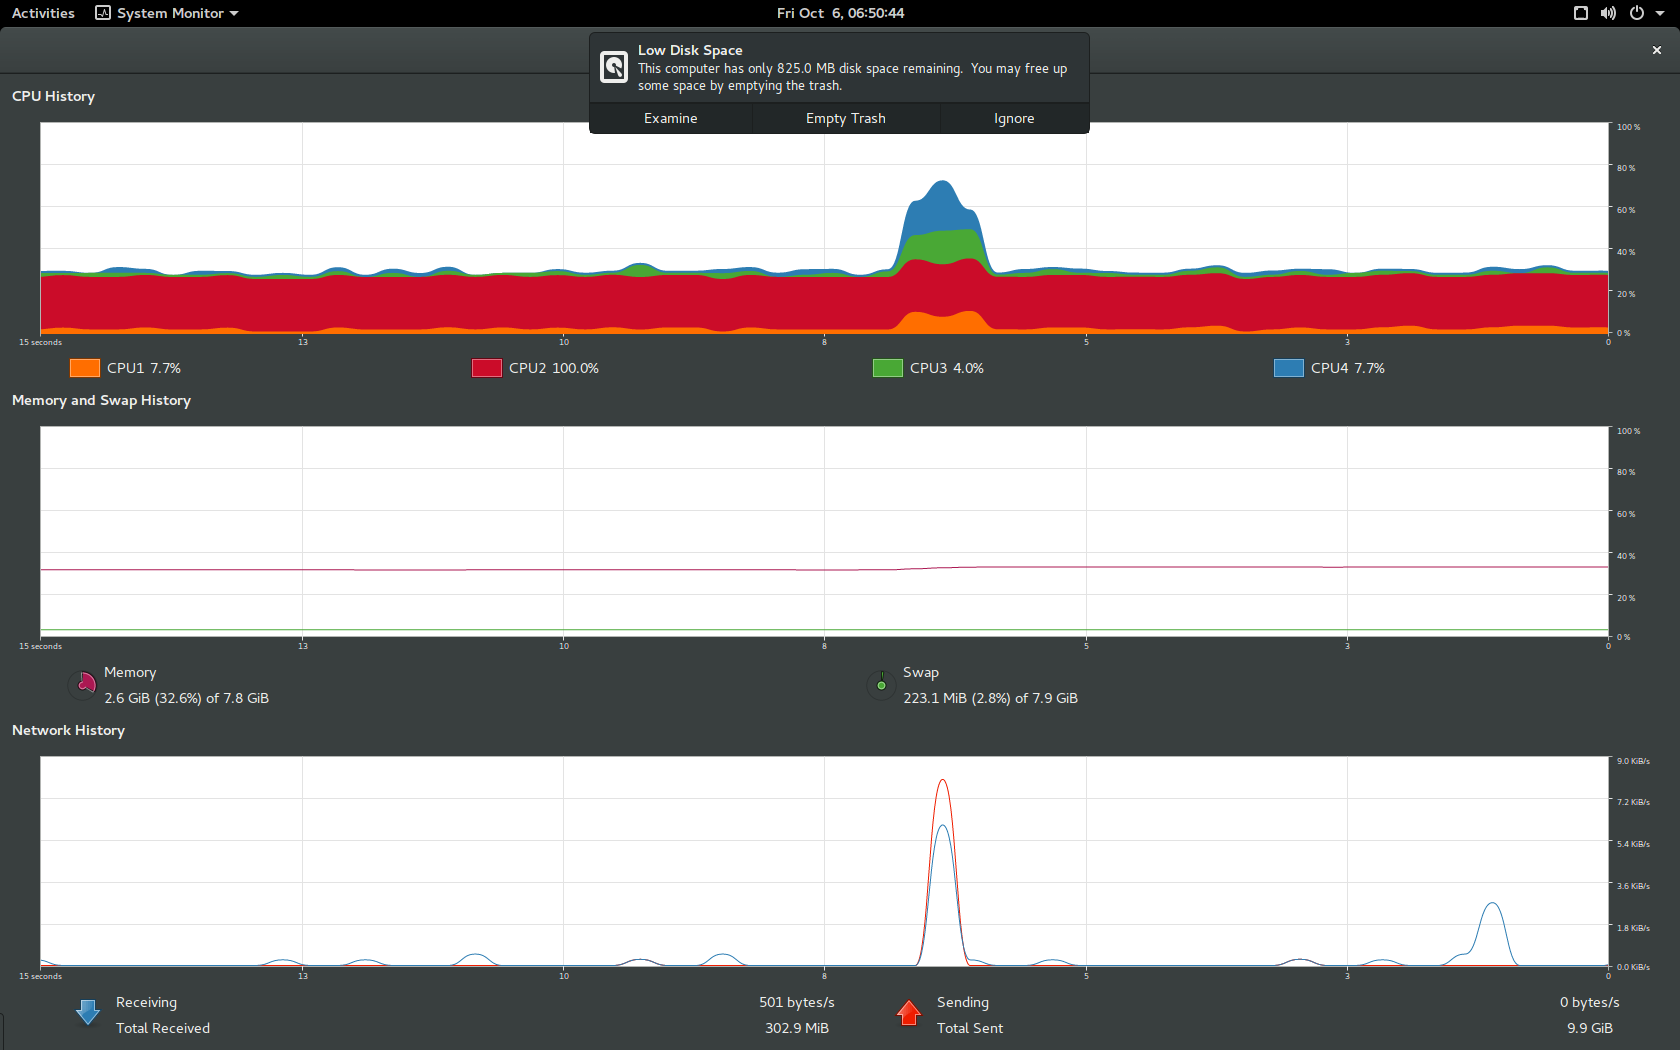 Activities System Monitor Fri Oct 6, 06:50:44
Low Disk Space
This computer has only 825.0 MB disk space remaining. You may free up
some space by emptying the trash.
Examine Empty Trash Ignore
CPU History
100 %
80 %
60 %
40 %
20 %
0 %
15 seconds 13 10 8 5 3 0
CPU1 7.7% CPU2 100.0% CPU3 4.0% CPU4 7.7%
Memory and Swap History
100 %
80 %
60 %
40 %
20 %
0 %
15 seconds 13 10 8 5 3 0
Memory Swap
2.6 GiB (32.6%) of 7.8 GiB 223.1 MiB (2.8%) of 7.9 GiB
Network History
9.0 KiB/s
7.2 KiB/s
5.4 KiB/s
3.6 KiB/s
1.8 KiB/s
0.0 KiB/s
15 seconds 13 10 8 5 3 0
Receiving 501 bytes/s Sending 0 bytes/s
Total Received 302.9 MiB Total Sent 9.9 GiB